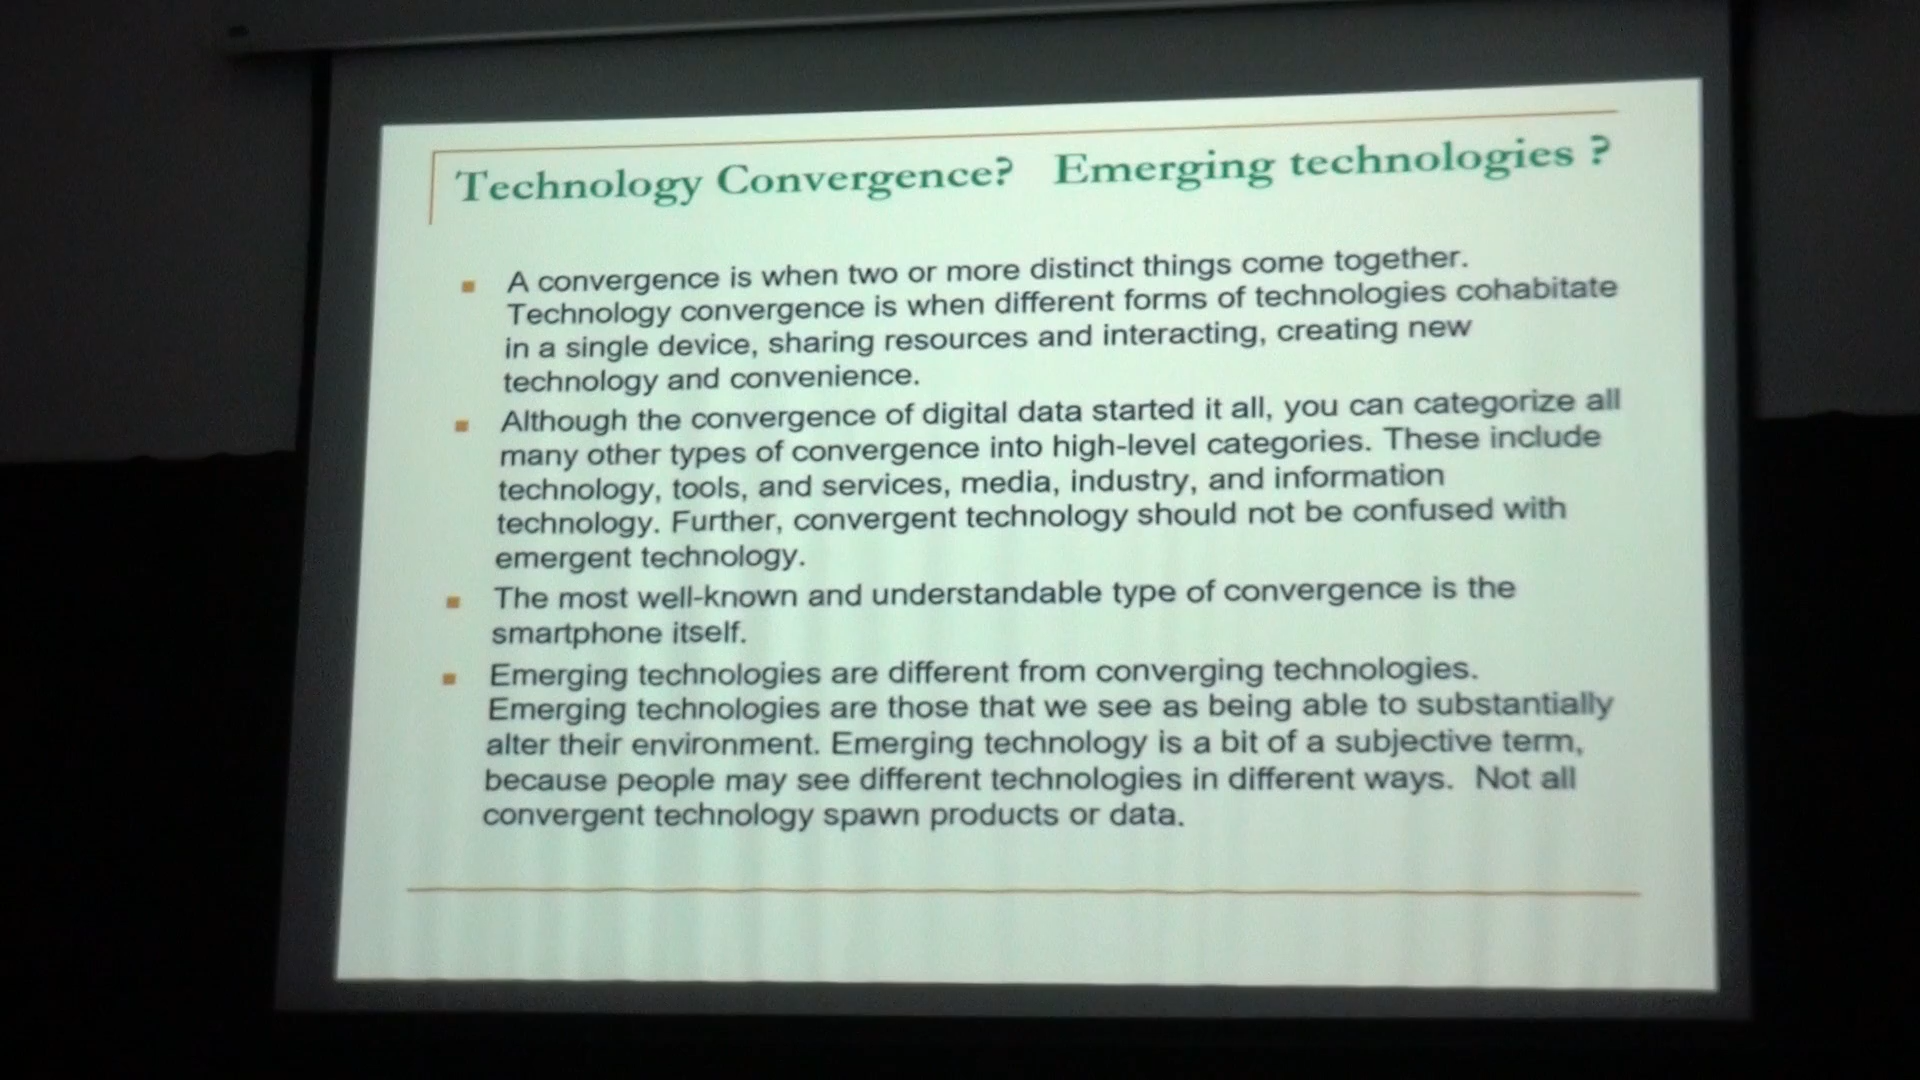 Technology Convergence? Emerging technologies ?
A convergence is when two or more distinct things come together.
Technology convergence is when different forms of technologies cohabitate
in a single device, sharing resources and interacting, creating new
technology and convenience.
Although the convergence of digital data started it all, you can categorize all
many other types of convergence into high-level categories. These include
technology, tools, and services, media, industry, and information
technology. Further, convergent technology should not be confused with
emergent technology.
The most well-known and understandable type of convergence is the
smartphone itself.
Emerging technologies are different from converging technologies.
Emerging technologies are those that we see as being able to substantially
alter their environment. Emerging technology is a bit of a subjective term,
because people may see different technologies in different ways. Not all
convergent technology spawn products or data.